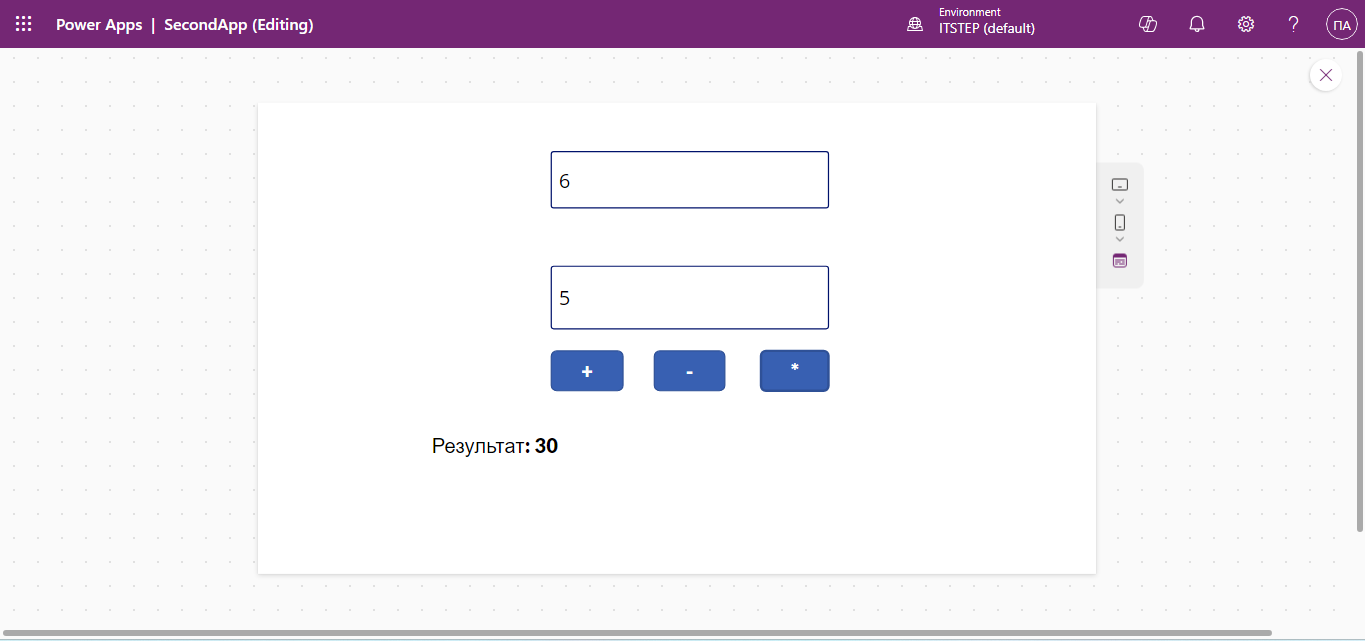 Power Apps | SecondApp (Editing)
Environment
ITSTEP (default)
?
ПА
6
5
+ - *
Результат: 30